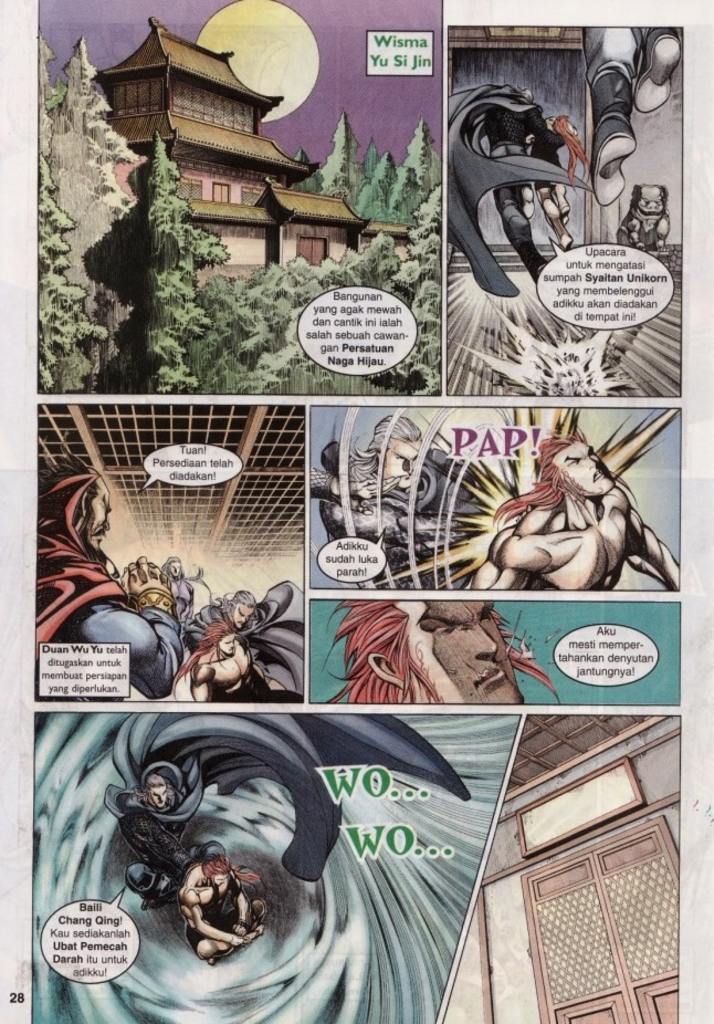 Wisma
Yu Si Jin
Bangunan
yang agak mewah
dan cantik ini ialah
salah sebuah cawa-
ngan Persatuan
Naga Hijau.
Upacara
untuk mengatasi
sumpah Syaitan Unikorn
yang membelenggui
adikku akan diadakan
di tempat ini!
Tuan!
Persediaan telah
diadakan!
Duan Wu Yu telah
ditugaskan untuk
membuat persiapan
yang diperlukan.
PAP!
Adikku
sudah luka
parah!
Aku
mesti memper-
tahankan denyutan
jantungnya!
WO...
WO...
Baili
Chang Qing!
Kau sediakanlah
Ubat Pemecah
Darah itu untuk
adikku!
28